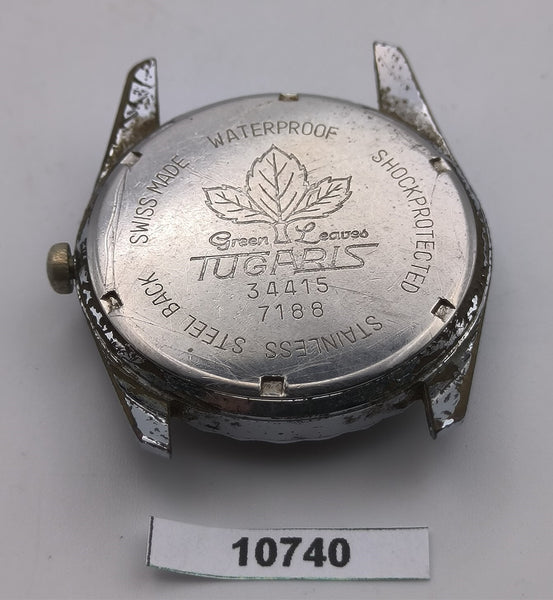 WATERPROOF
SHOCKPROTECTED
STAINLESS STEEL BACK
SWISS MADE
Green Leaves
TUGARIS
34415
7188
10740